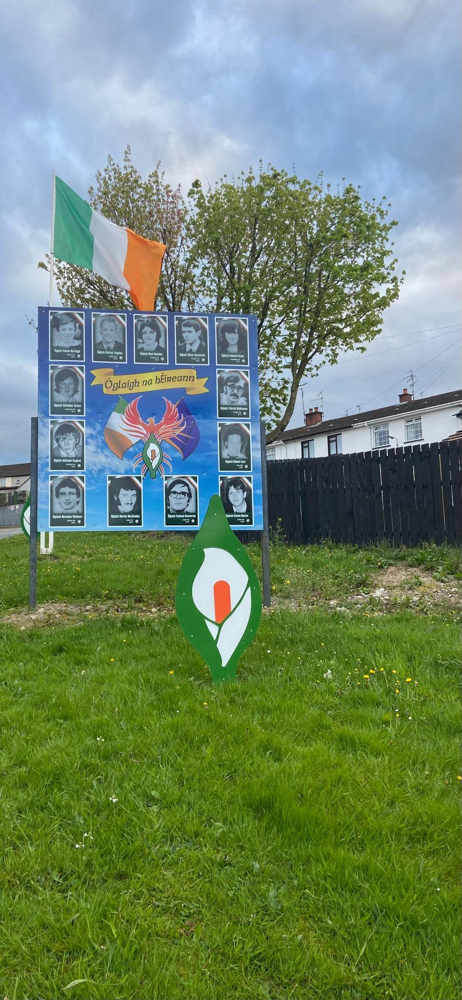 Óglach Colum Murtagh
Óglach Patrick Hughes
Óglach Noel Madden
Óglach Oliver Rowntree
Óglach Edward Grant
Óglaigh na hÉireann
Óglach Brendan Quinn
Óglach Patrick McKeown
Óglach Michael Hughes
Óglach Robert Carr
Óglach Brendan Watters
Óglach Martin McAlinden
Óglach Colman Rowntree
Óglach Colum Marks